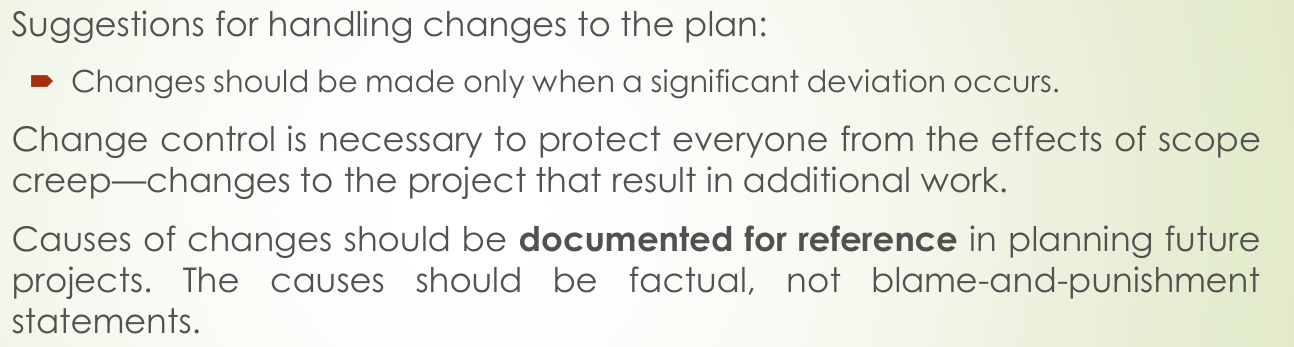 Suggestions for handling changes to the plan:
Changes should be made only when a significant deviation occurs.
Change control is necessary to protect everyone from the effects of scope
creep—changes to the project that result in additional work.
Causes of changes should be documented for reference in planning future
projects. The causes should be factual, not blame-and-punishment
statements.